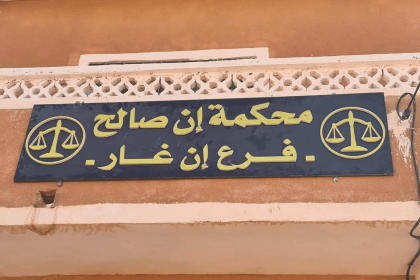 محكمة إن صالح
- فرع إن غار -